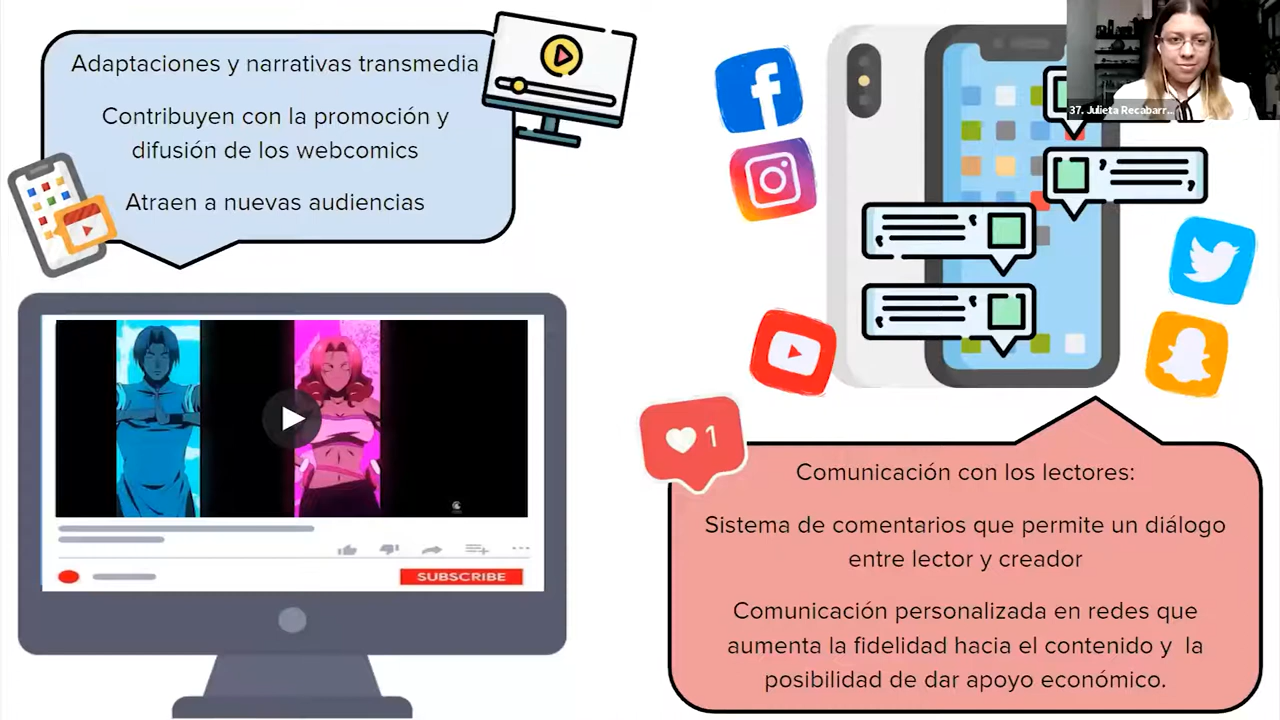 Adaptaciones y narrativas transmedia
Contribuyen con la promoción y
difusión de los webcomics
Atraen a nuevas audiencias
SUBSCRIBE
37. Julieta Recabarr...
1
Comunicación con los lectores:
Sistema de comentarios que permite un diálogo
entre lector y creador
Comunicación personalizada en redes que
aumenta la fidelidad hacia el contenido y la
posibilidad de dar apoyo económico.